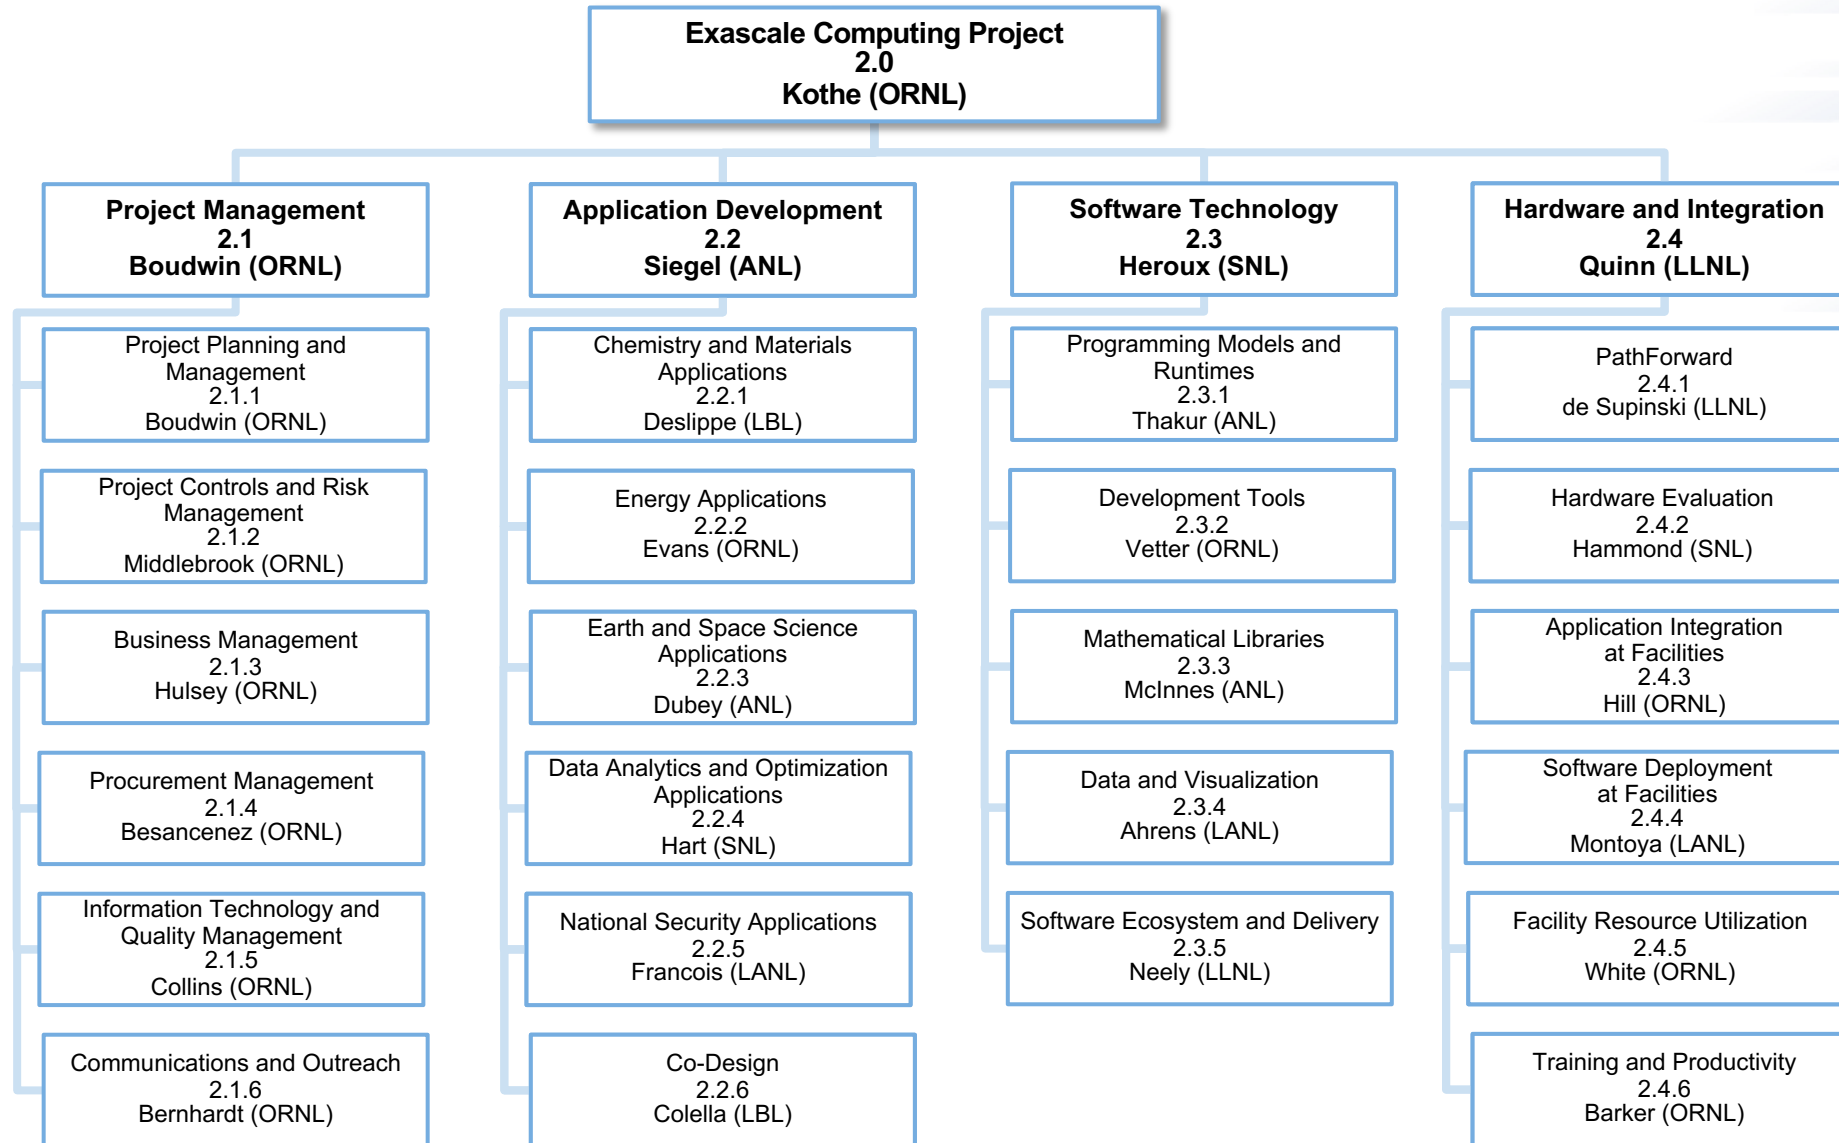 Exascale Computing Project
2.0
Kothe (ORNL)
Project Management
2.1
Boudwin (ORNL)
Project Planning and
Management
2.1.1
Boudwin (ORNL)
Project Controls and Risk
Management
2.1.2
Middlebrook (ORNL)
Business Management
2.1.3
Hulsey (ORNL)
Procurement Management
2.1.4
Besancenez (ORNL)
Information Technology and
Quality Management
2.1.5
Collins (ORNL)
Communications and Outreach
2.1.6
Bernhardt (ORNL)
Application Development
2.2
Siegel (ANL)
Chemistry and Materials
Applications
2.2.1
Deslippe (LBL)
Energy Applications
2.2.2
Evans (ORNL)
Earth and Space Science
Applications
2.2.3
Dubey (ANL)
Data Analytics and Optimization
Applications
2.2.4
Hart (SNL)
National Security Applications
2.2.5
Francois (LANL)
Co-Design
2.2.6
Colella (LBL)
Software Technology
2.3
Heroux (SNL)
Programming Models and
Runtimes
2.3.1
Thakur (ANL)
Development Tools
2.3.2
Vetter (ORNL)
Mathematical Libraries
2.3.3
McInnes (ANL)
Data and Visualization
2.3.4
Ahrens (LANL)
Software Ecosystem and Delivery
2.3.5
Neely (LLNL)
Hardware and Integration
2.4
Quinn (LLNL)
PathForward
2.4.1
de Supinski (LLNL)
Hardware Evaluation
2.4.2
Hammond (SNL)
Application Integration
at Facilities
2.4.3
Hill (ORNL)
Software Deployment
at Facilities
2.4.4
Montoya (LANL)
Facility Resource Utilization
2.4.5
White (ORNL)
Training and Productivity
2.4.6
Barker (ORNL)